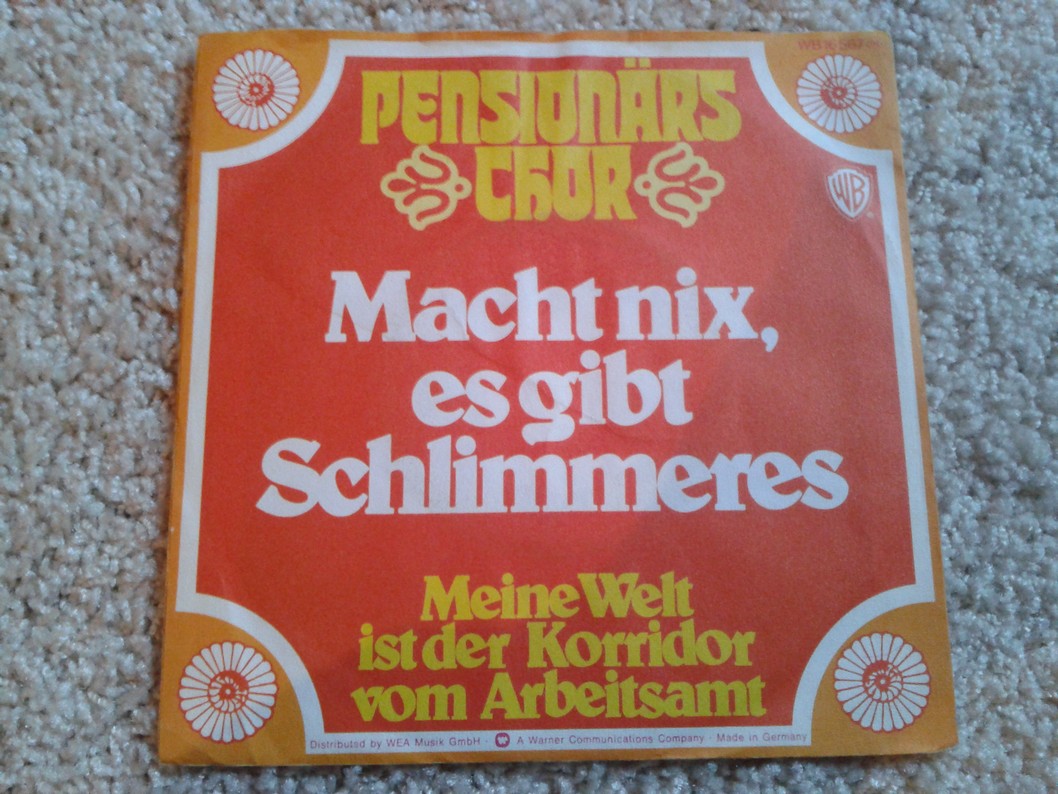 PENSIONÄRS
CHOR
WB
Macht nix,
es gibt
Schlimmeres
Meine Welt
ist der Korridor
vom Arbeitsamt
Distributed by WEA Musik GmbH · A Warner Communications Company · Made in Germany